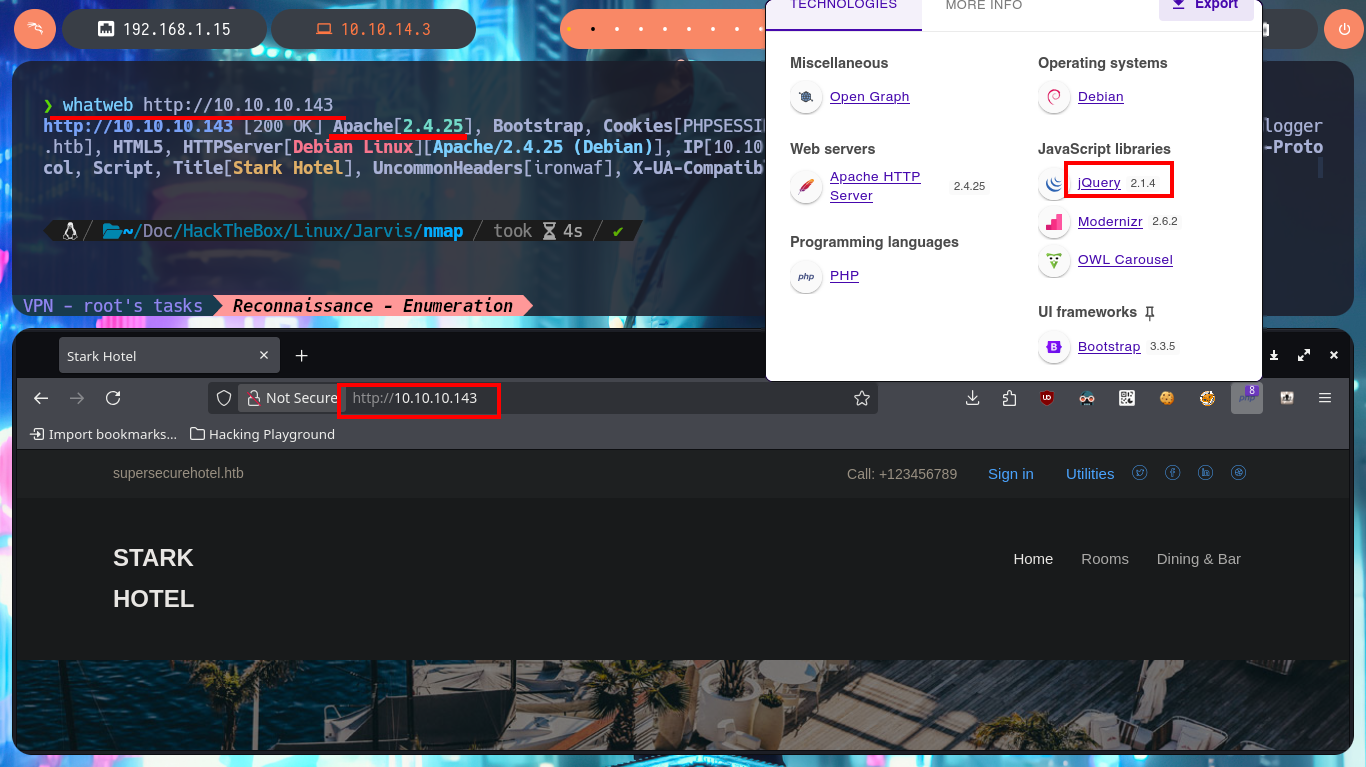 192.168.1.15
10.10.14.3
TECHNOLOGIES
MORE INFO
Export
❯ whatweb http://10.10.10.143
http://10.10.10.143 [200 OK] Apache[2.4.25], Bootstrap, Cookies[PHPSESSI
logger
.htb], HTML5, HTTPServer[Debian Linux][Apache/2.4.25 (Debian)], IP[10.10
-Proto
col, Script, Title[Stark Hotel], UncommonHeaders[ironwaf], X-UA-Compatib
~/Doc/HackTheBox/Linux/Jarvis/nmap
took
4s
✔
VPN - root's tasks
Reconnaissance - Enumeration
Miscellaneous
Open Graph
Web servers
Apache HTTP
Server
2.4.25
Programming languages
php
PHP
Operating systems
Debian
JavaScript libraries
jQuery
2.1.4
Modernizr
2.6.2
OWL Carousel
UI frameworks
B
Bootstrap
3.3.5
Stark Hotel
Not Secure
http://10.10.10.143
php
8
Import bookmarks...
Hacking Playground
supersecurehotel.htb
Call: +123456789
Sign in
Utilities
STARK
HOTEL
Home
Rooms
Dining & Bar